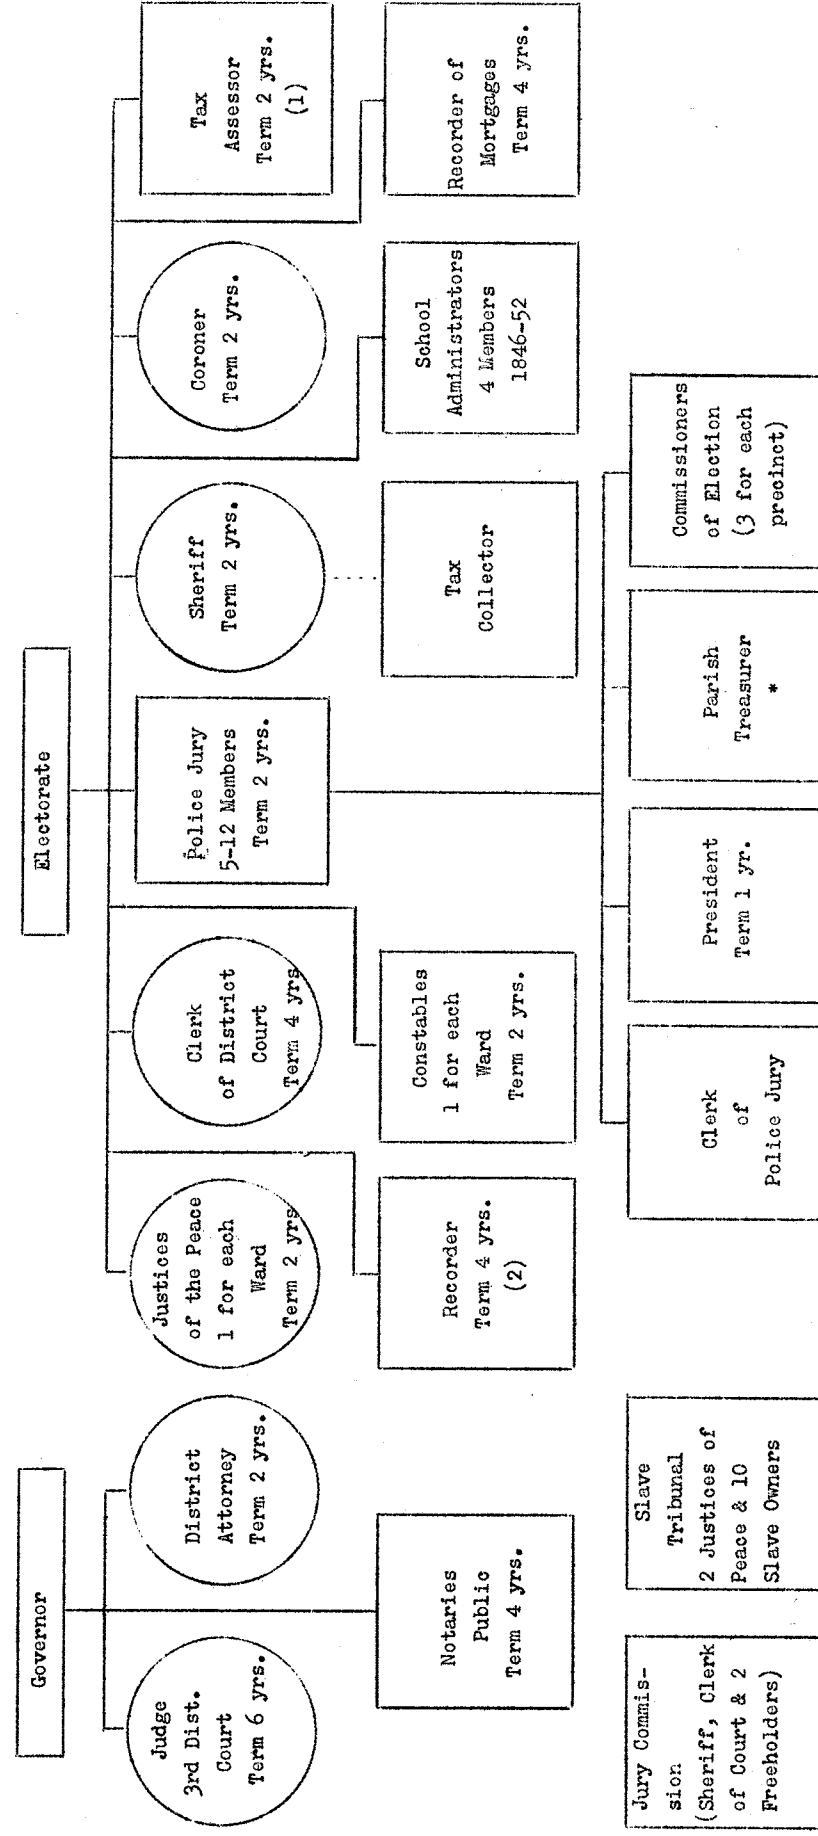 Governor
Electorate
Judge
3rd Dist.
Court
Term 6 yrs.
District
Attorney
Term 2 yrs.
Justices
of the Peace
1 for each
Ward
Term 2 yrs
Clerk
of District
Court
Term 4 yrs
Police Jury
5-12 Members
Term 2 yrs.
Sheriff
Term 2 yrs.
Coroner
Term 2 yrs.
Tax
Assessor
Term 2 yrs.
(1)
Notaries
Public
Term 4 yrs.
Recorder
Term 4 yrs.
(2)
Constables
1 for each
Ward
Term 2 yrs.
Tax
Collector
School
Administrators
4 Members
1846-52
Recorder of
Mortgages
Term 4 yrs.
Jury Commis-
sion
(Sheriff, Clerk
of Court & 2
Freeholders)
Slave
Tribunal
2 Justices of
Peace & 10
Slave Owners
Clerk
of
Police Jury
President
Term 1 yr.
Parish
Treasurer
*
Commissioners
of Election
(3 for each
precinct)